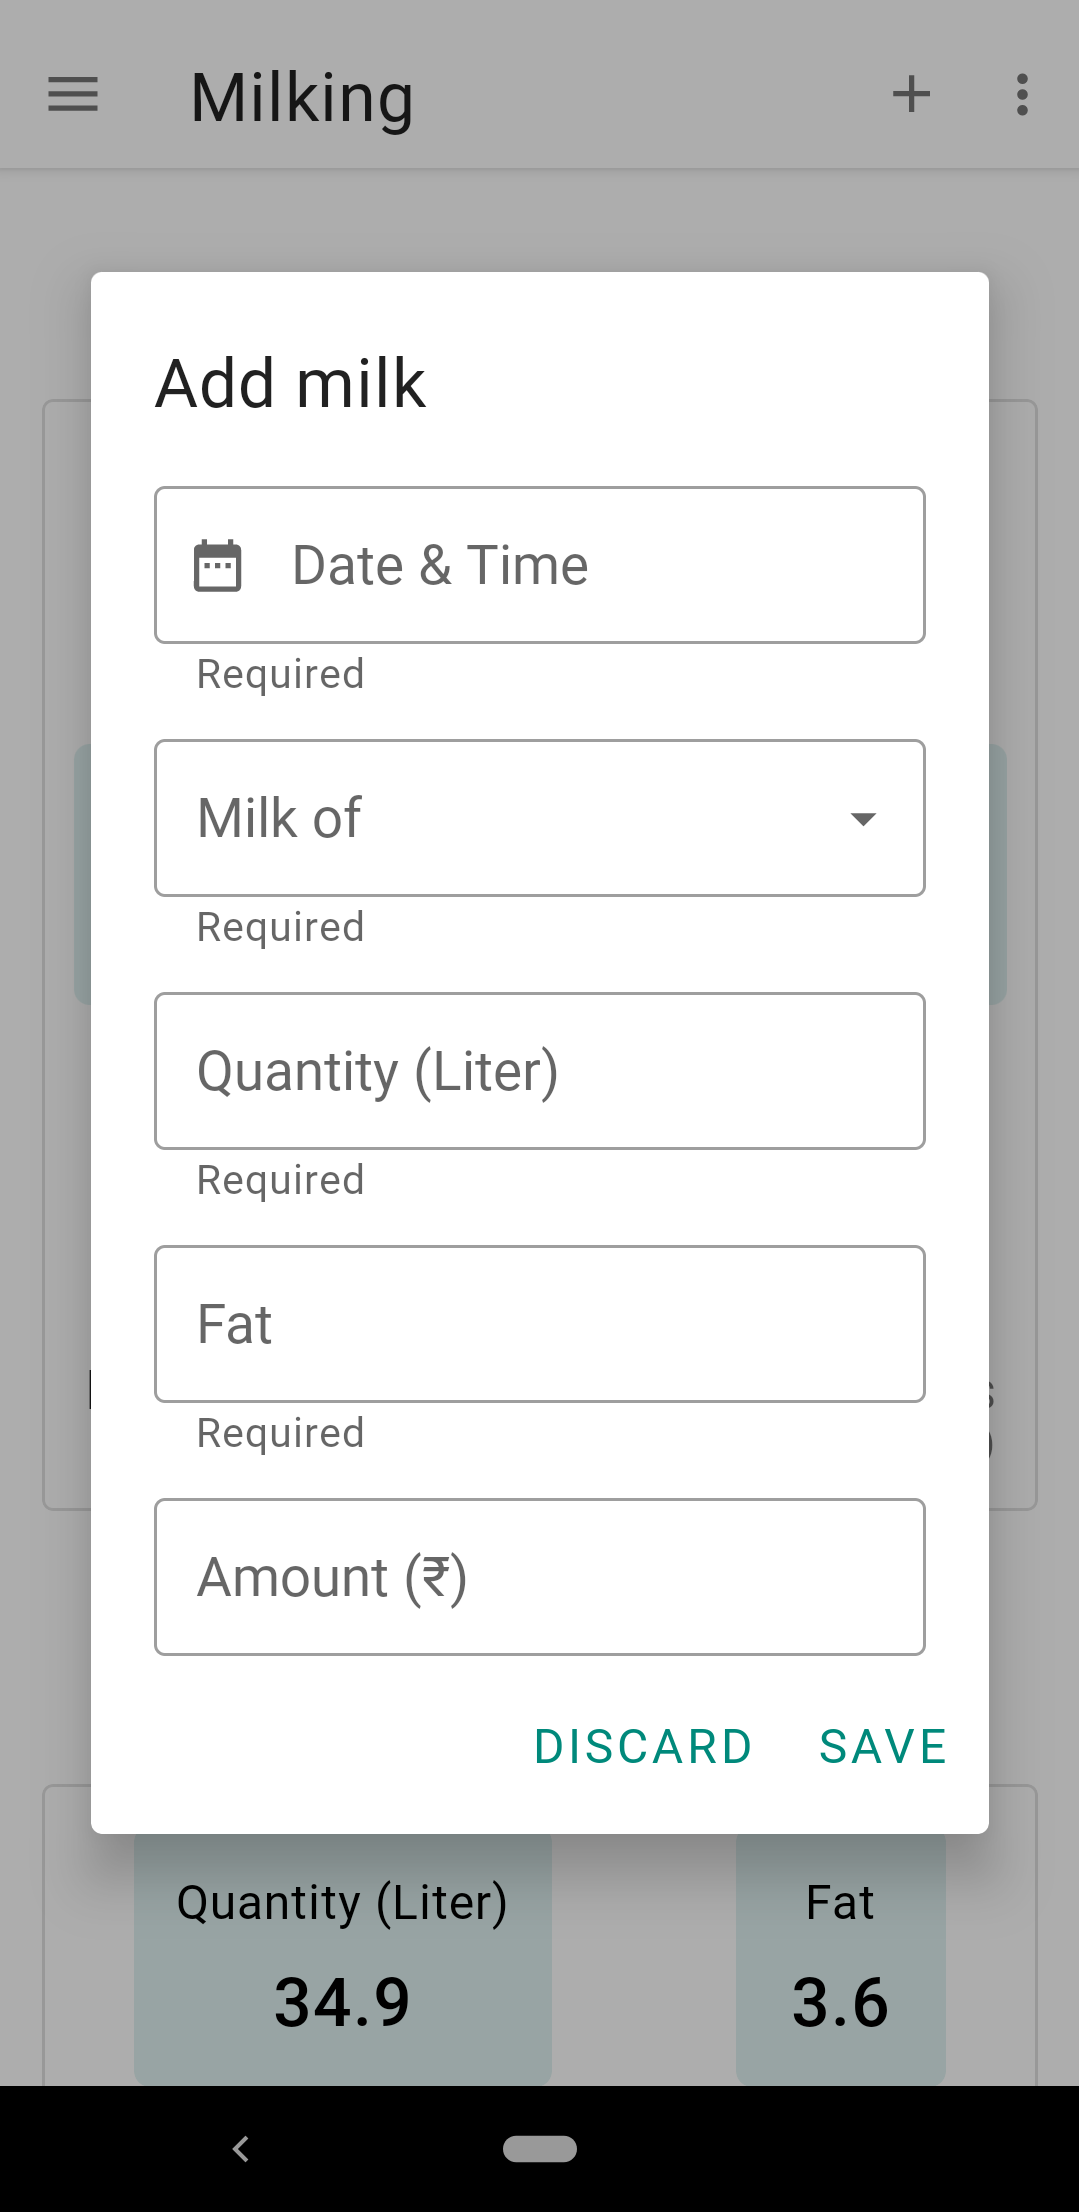 Milking
Add milk
Date & Time
Required
Milk of
Required
Quantity (Liter)
Required
Fat
Required
Amount (₹)
DISCARD SAVE
Quantity (Liter) Fat
34.9 3.6